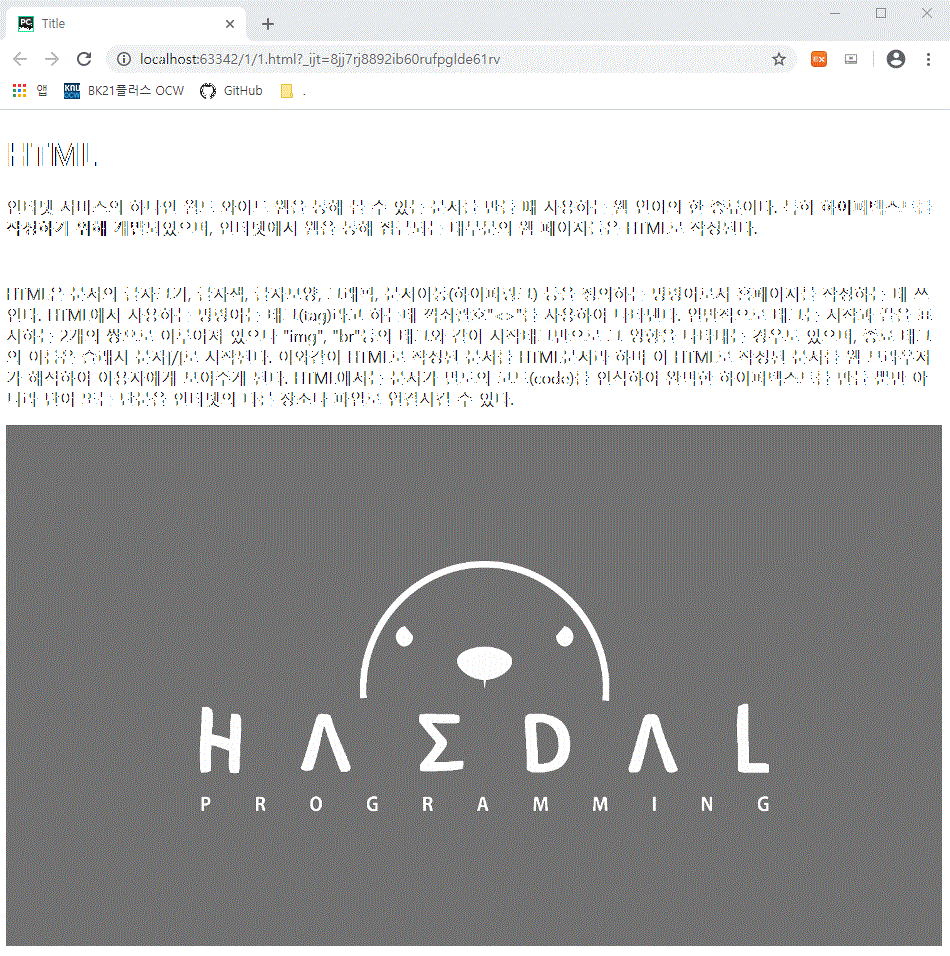 Title
localhost:63342/1/1.html?_ijt=8jj7rj8892ib60rufpglde61rv
앱 BK21플러스 OCW GitHub .
HTML
인터넷 서비스의 하나인 월드 와이드 웹을 통해 볼 수 있는 문서를 만들 때 사용하는 웹 언어의 한 종류이다. 특히 하이퍼텍스트를
작성하기 위해 개발되었으며, 인터넷에서 웹을 통해 접근되는 대부분의 웹 페이지들은 HTML로 작성된다.
HTML은 문서의 글자크기, 글자색, 글자모양, 그래픽, 문서이동(하이퍼링크) 등을 정의하는 명령어로서 홈페이지를 작성하는 데 쓰
인다. HTML에서 사용하는 명령어는 태그(tag)라고 하는데 꺽쇠괄호"<>"를 사용하여 나타낸다. 일반적으로 태그는 시작과 끝을 표
시하는 2개의 쌍으로 이루어져 있으나 "img", "br"등의 태그와 같이 시작태그만으로 그 영향을 나타내는 경우도 있으며, 종료 태그
의 이름은 슬래시 문자(/)로 시작된다. 이와같이 HTML로 작성된 문서를 HTML문서라 하며 이 HTML로 작성된 문서를 웹 브라우저
가 해석하여 이용자에게 보여주게 된다. HTML에서는 문서가 별도의 코드(code)를 인식하여 완벽한 하이퍼텍스트를 만들 뿐만 아
니라 단어 또는 단문을 인터넷의 다른 장소나 파일로 연결시킬 수 있다.
HAEDAL
PROGRAMMING